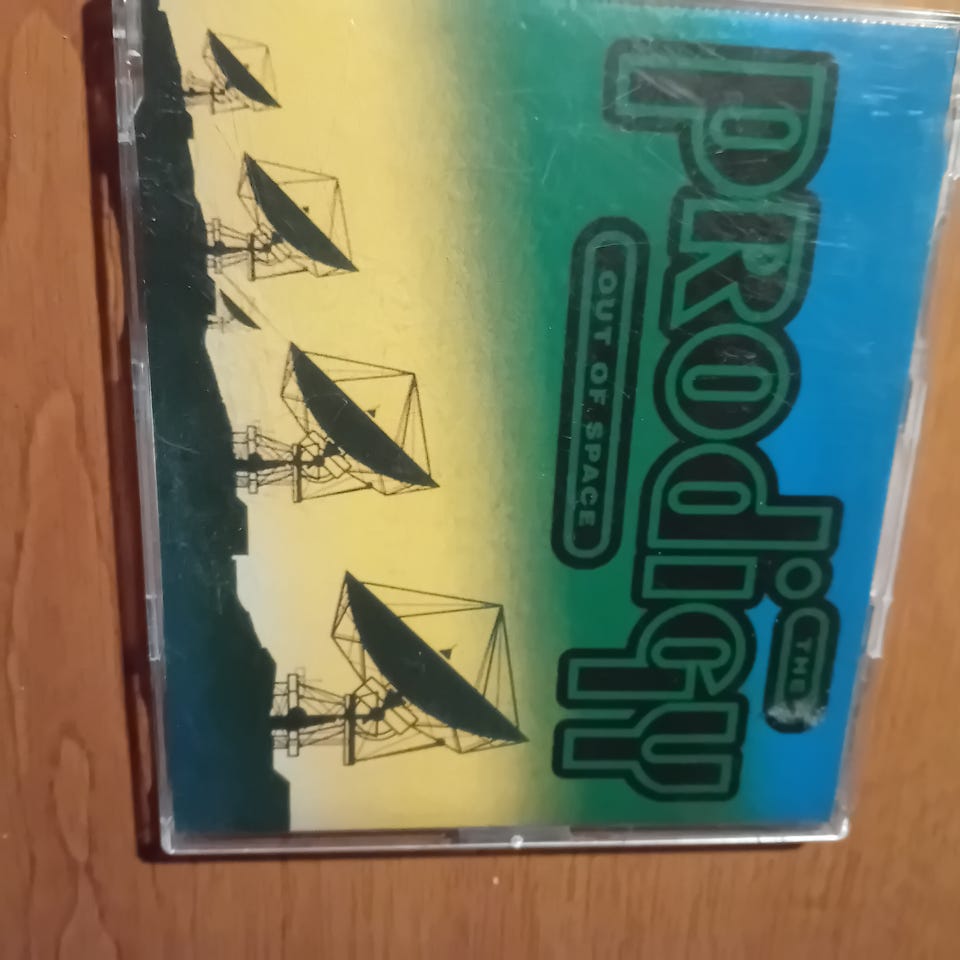 THE
PRodiGy
OUT OF SPACE